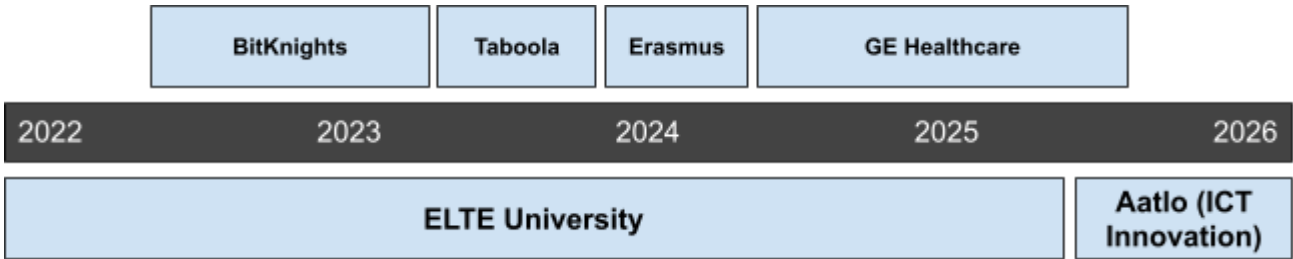 BitKnights Taboola Erasmus GE Healthcare
2022 2023 2024 2025 2026
ELTE University
Aatlo (ICT
Innovation)